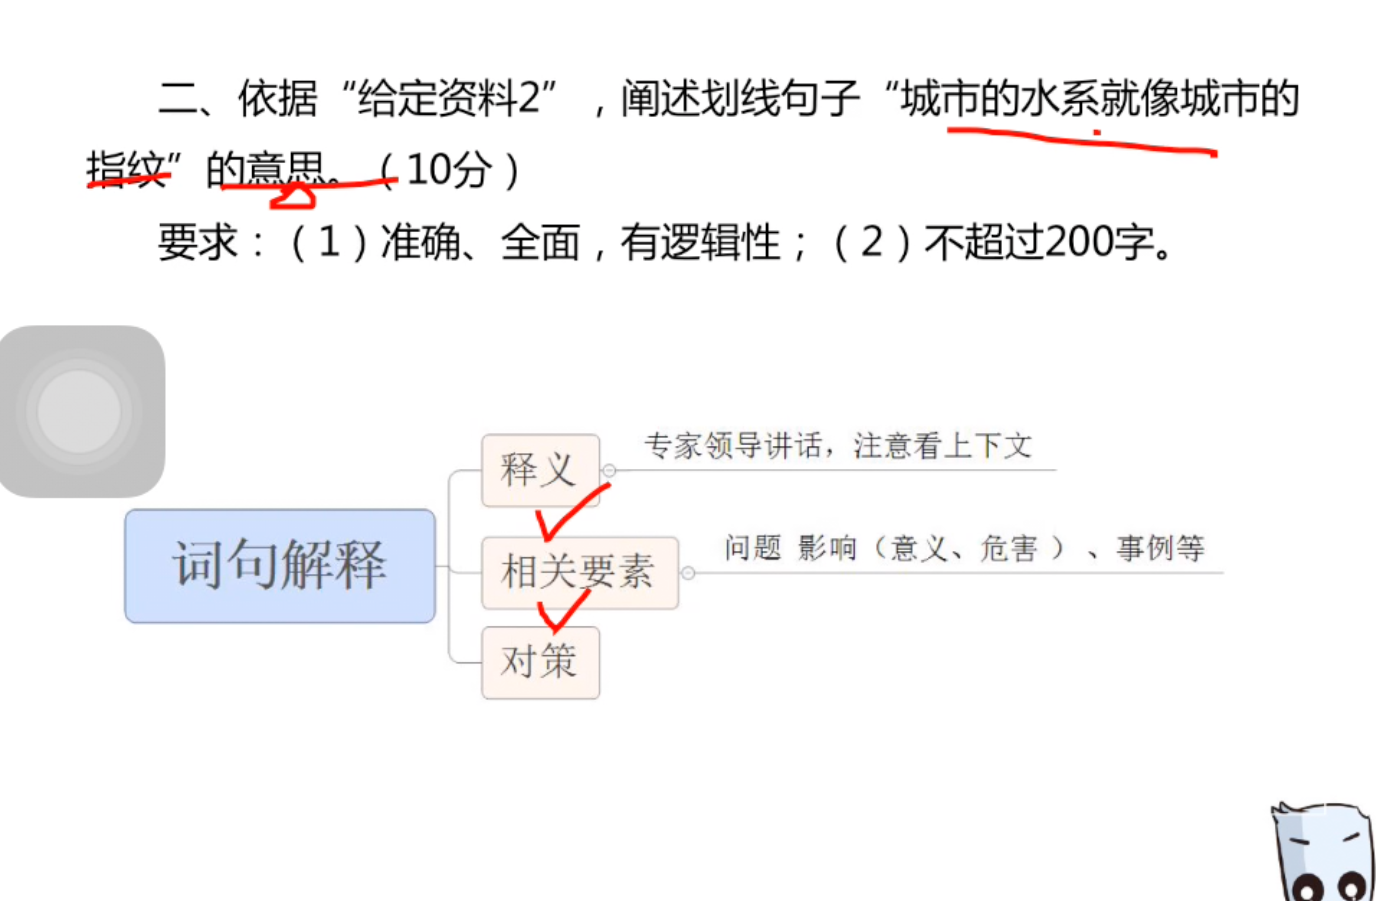 二、依据“给定资料2”，阐述划线句子“城市的水系就像城市的
指纹”的意思。（10分）
要求：（1）准确、全面，有逻辑性；（2）不超过200字。
专家领导讲话，注意看上下文
释义
问题 影响（意义、危害 ）、事例等
相关要素
词句解释
对策